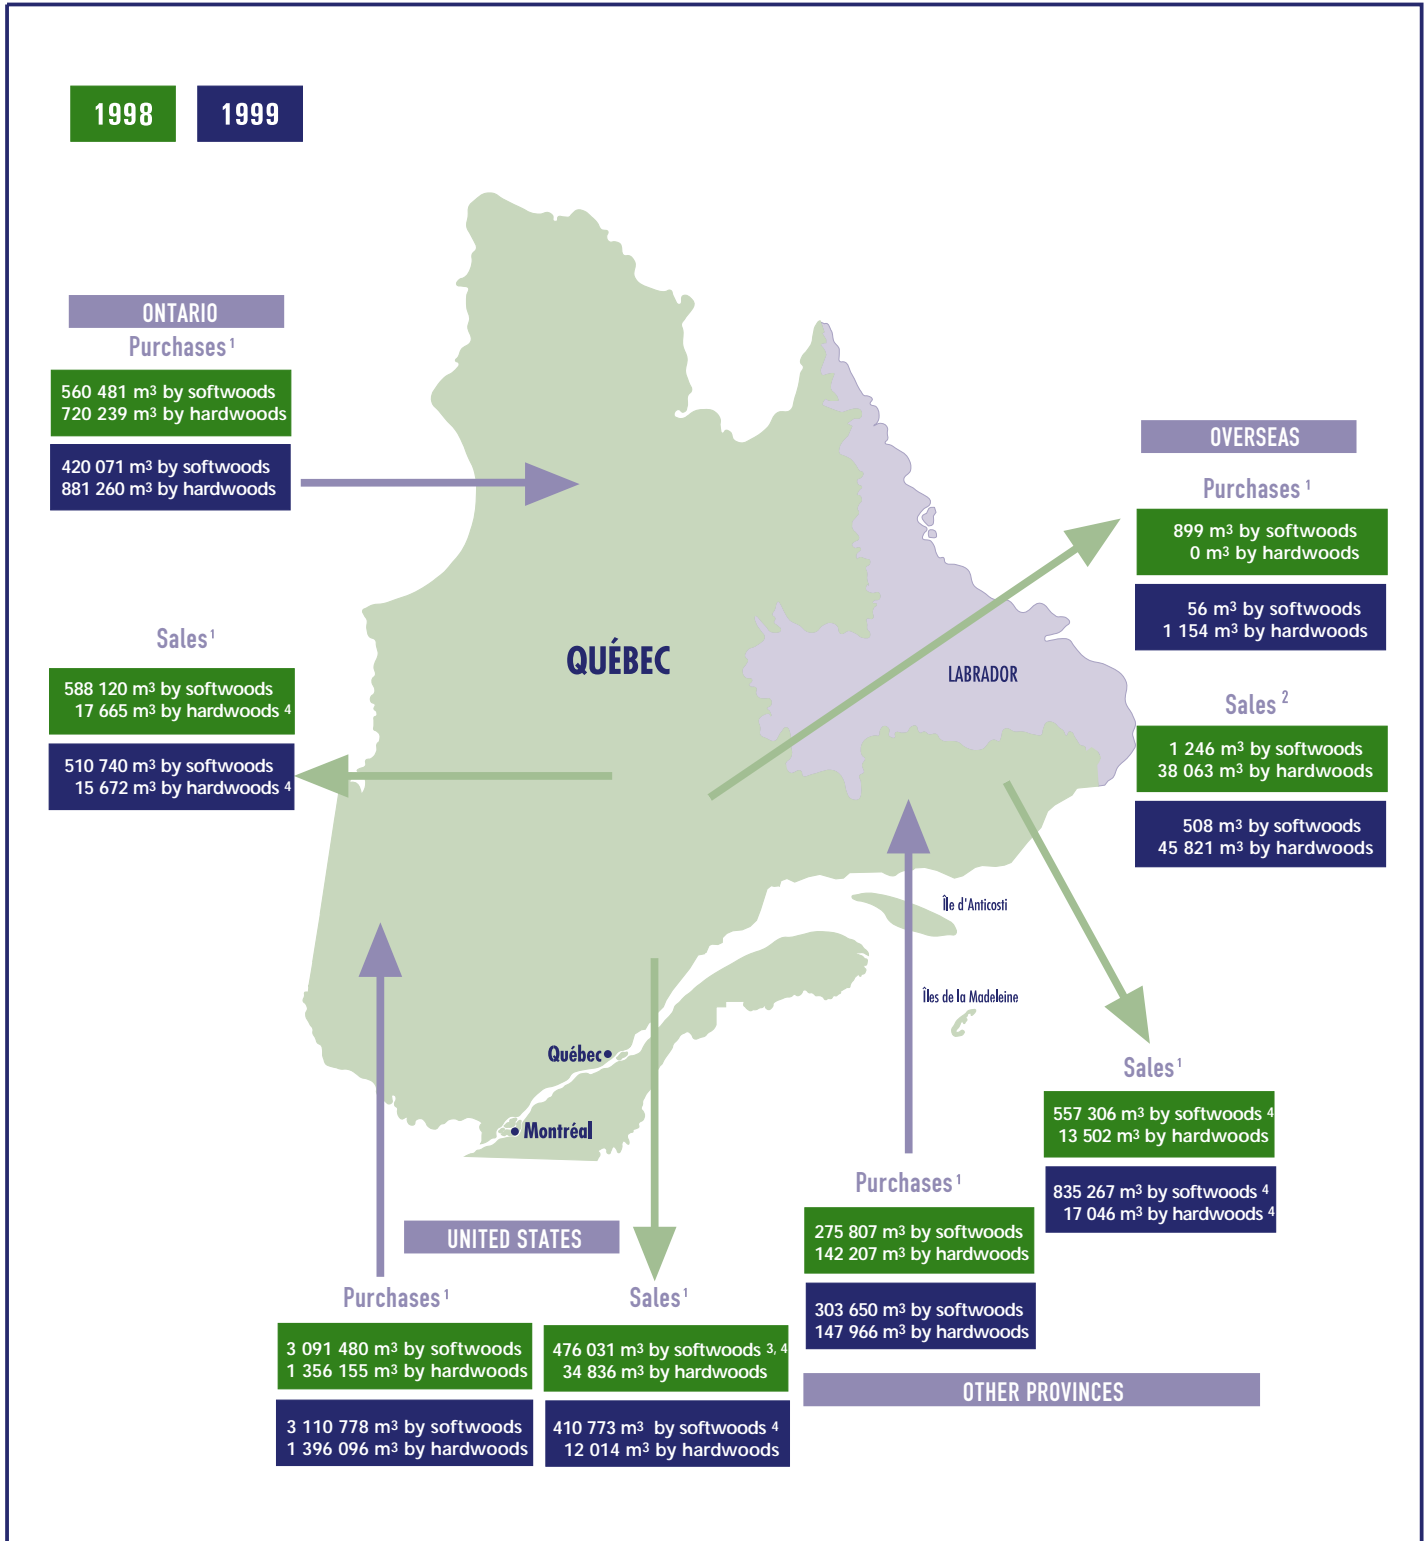 1998
1999
ONTARIO
Purchases ¹
560 481 m³ by softwoods
720 239 m³ by hardwoods
420 071 m³ by softwoods
881 260 m³ by hardwoods
Sales ¹
588 120 m³ by softwoods
17 665 m³ by hardwoods ⁴
510 740 m³ by softwoods
15 672 m³ by hardwoods ⁴
QUÉBEC
LABRADOR
OVERSEAS
Purchases ¹
899 m³ by softwoods
0 m³ by hardwoods
56 m³ by softwoods
1 154 m³ by hardwoods
Sales ²
1 246 m³ by softwoods
38 063 m³ by hardwoods
508 m³ by softwoods
45 821 m³ by hardwoods
Île d'Anticosti
Îles de la Madeleine
Québec
Montréal
Sales ¹
557 306 m³ by softwoods ⁴
13 502 m³ by hardwoods
835 267 m³ by softwoods ⁴
17 046 m³ by hardwoods ⁴
Purchases ¹
275 807 m³ by softwoods
142 207 m³ by hardwoods
303 650 m³ by softwoods
147 966 m³ by hardwoods
OTHER PROVINCES
UNITED STATES
Purchases ¹
3 091 480 m³ by softwoods
1 356 155 m³ by hardwoods
3 110 778 m³ by softwoods
1 396 096 m³ by hardwoods
Sales ¹
476 031 m³ by softwoods ³, ⁴
34 836 m³ by hardwoods
410 773 m³ by softwoods ⁴
12 014 m³ by hardwoods